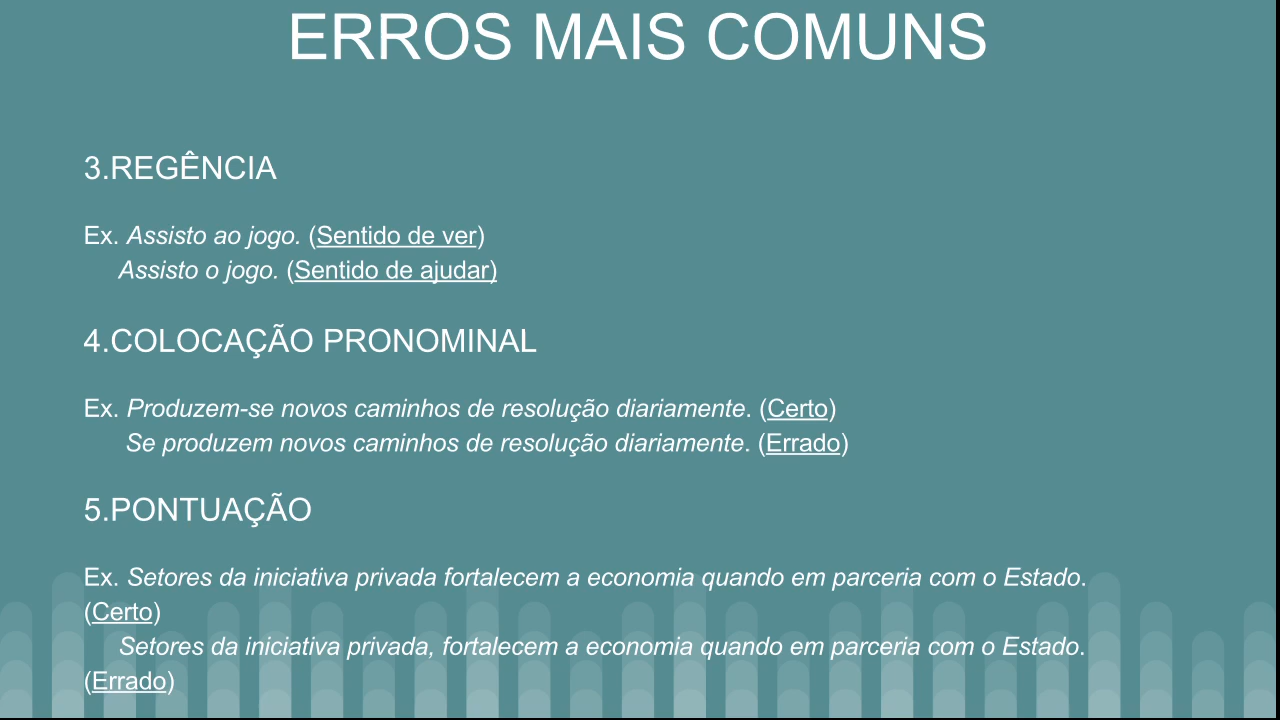 ERROS MAIS COMUNS
3.REGÊNCIA
Ex. Assisto ao jogo. (Sentido de ver)
Assisto o jogo. (Sentido de ajudar)
4.COLOCAÇÃO PRONOMINAL
Ex. Produzem-se novos caminhos de resolução diariamente. (Certo)
Se produzem novos caminhos de resolução diariamente. (Errado)
5.PONTUAÇÃO
Ex. Setores da iniciativa privada fortalecem a economia quando em parceria com o Estado.
(Certo)
Setores da iniciativa privada, fortalecem a economia quando em parceria com o Estado.
(Errado)